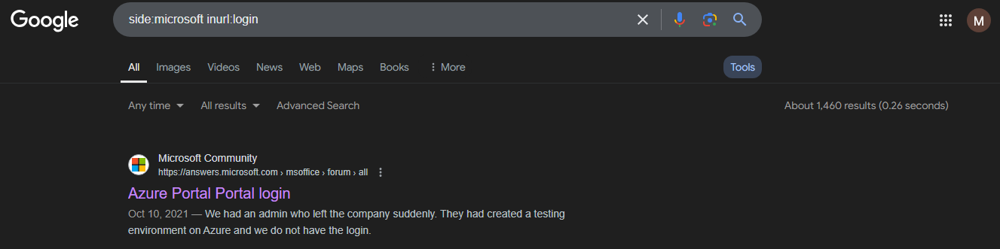 Google
side:microsoft inurl:login
M
All Images Videos News Web Maps Books More Tools
Any time All results Advanced Search About 1,460 results (0.26 seconds)
Microsoft Community
https://answers.microsoft.com › msoffice › forum › all
Azure Portal Portal login
Oct 10, 2021 — We had an admin who left the company suddenly. They had created a testing
environment on Azure and we do not have the login.